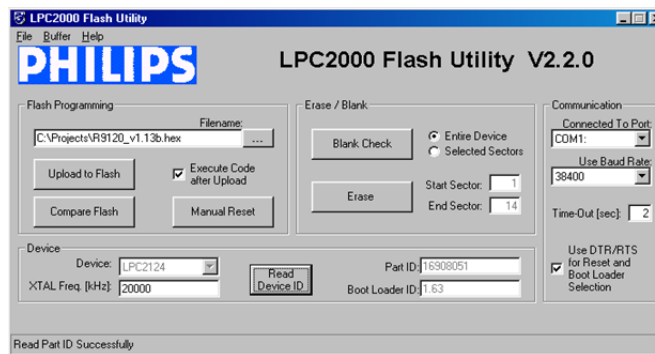 LPC2000 Flash Utility
File Buffer Help
PHILIPS
LPC2000 Flash Utility V2.2.0
Flash Programming
Filename:
C:\Projects\R9120_v1.13b.hex
...
Upload to Flash
Execute Code
after Upload
Compare Flash
Manual Reset
Erase / Blank
Blank Check
Entire Device
Selected Sectors
Erase
Start Sector: 1
End Sector: 14
Communication
Connected To Port:
COM1:
Use Baud Rate:
38400
Time-Out [sec]: 2
Use DTR/RTS
for Reset and
Boot Loader
Selection
Device
Device: LPC2124
XTAL Freq. [kHz]: 20000
Read
Device ID
Part ID: 16908051
Boot Loader ID: 1.63
Read Part ID Successfully